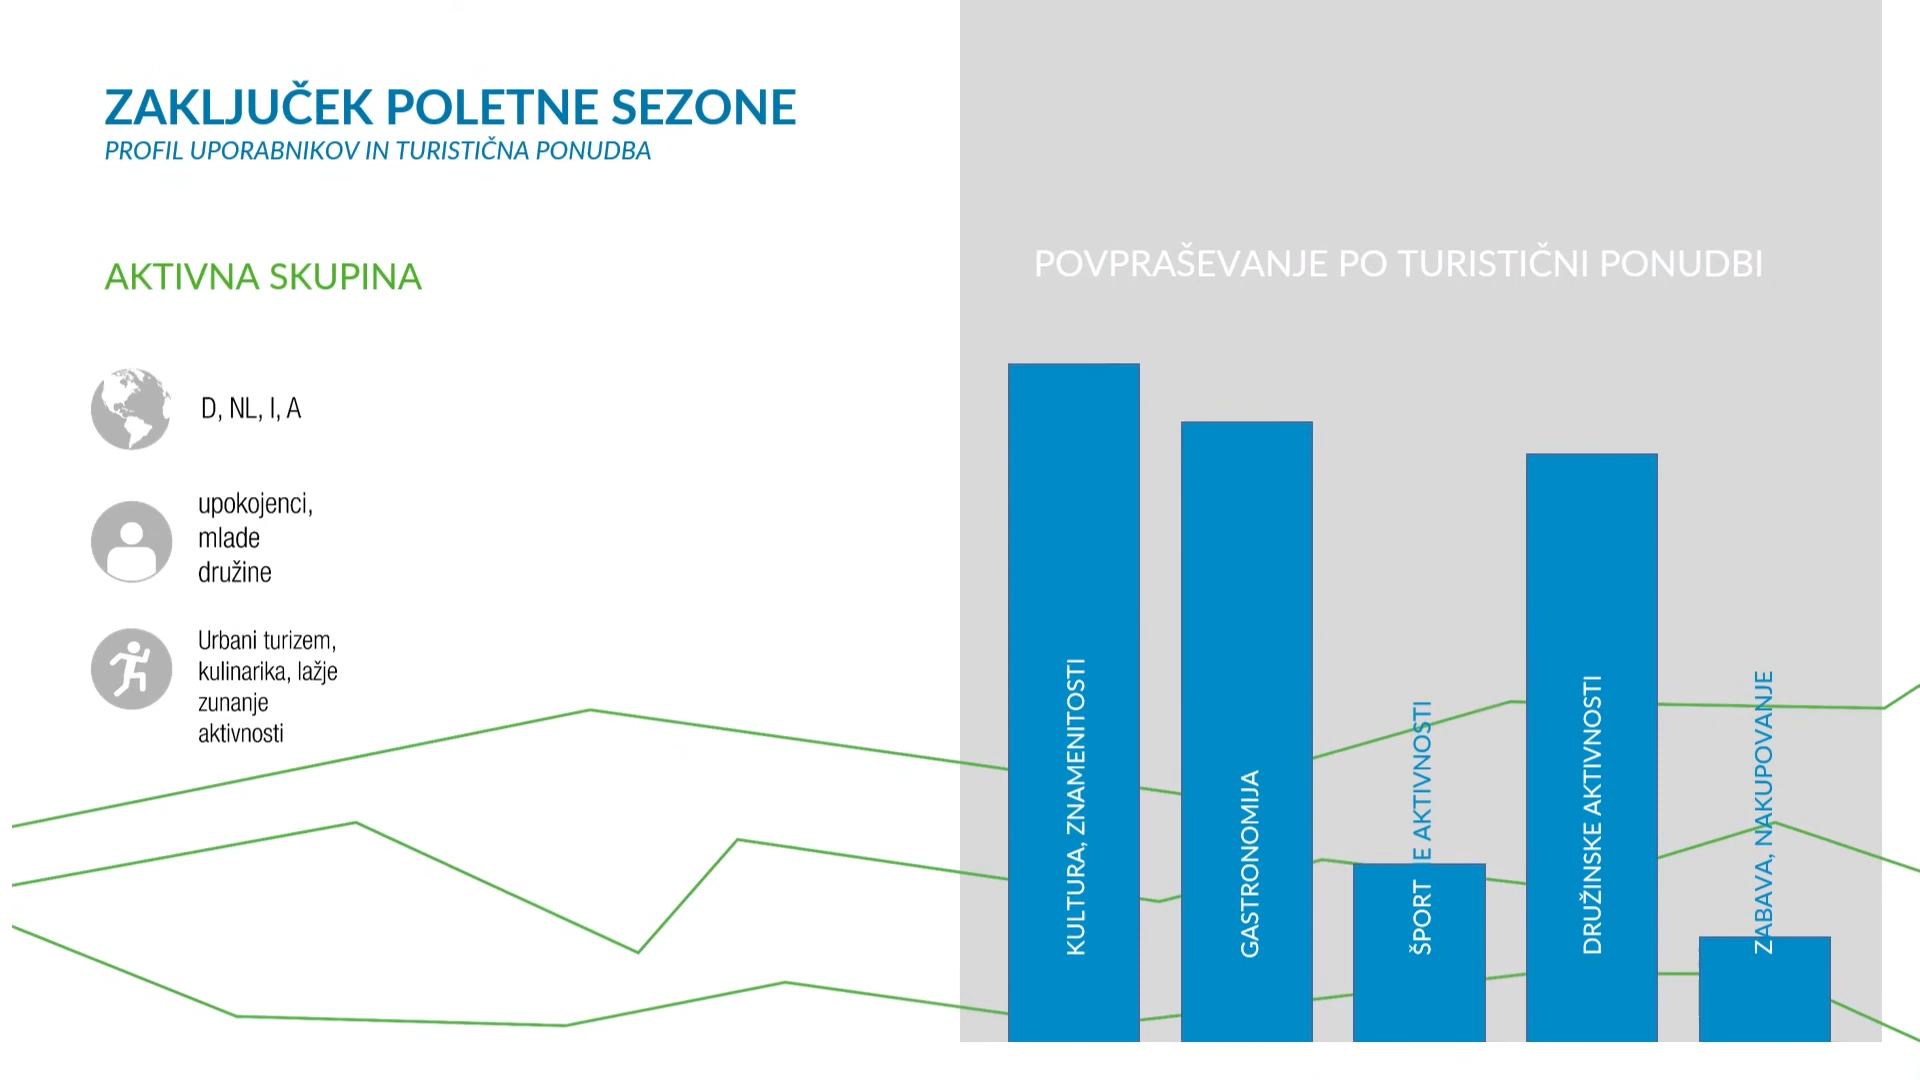 ZAKLJUČEK POLETNE SEZONE
PROFIL UPORABNIKOV IN TURISTIČNA PONUDBA
AKTIVNA SKUPINA
D, NL, I, A
upokojenci,
mlade
družine
Urbani turizem,
kulinarika, lažje
zunanje
aktivnosti
POVPRAŠEVANJE PO TURISTIČNI PONUDBI
KULTURA, ZNAMENITOSTI
GASTRONOMIJA
ŠPORT E AKTIVNOSTI
DRUŽINSKE AKTIVNOSTI
ZABAVA, NAKUPOVANJE